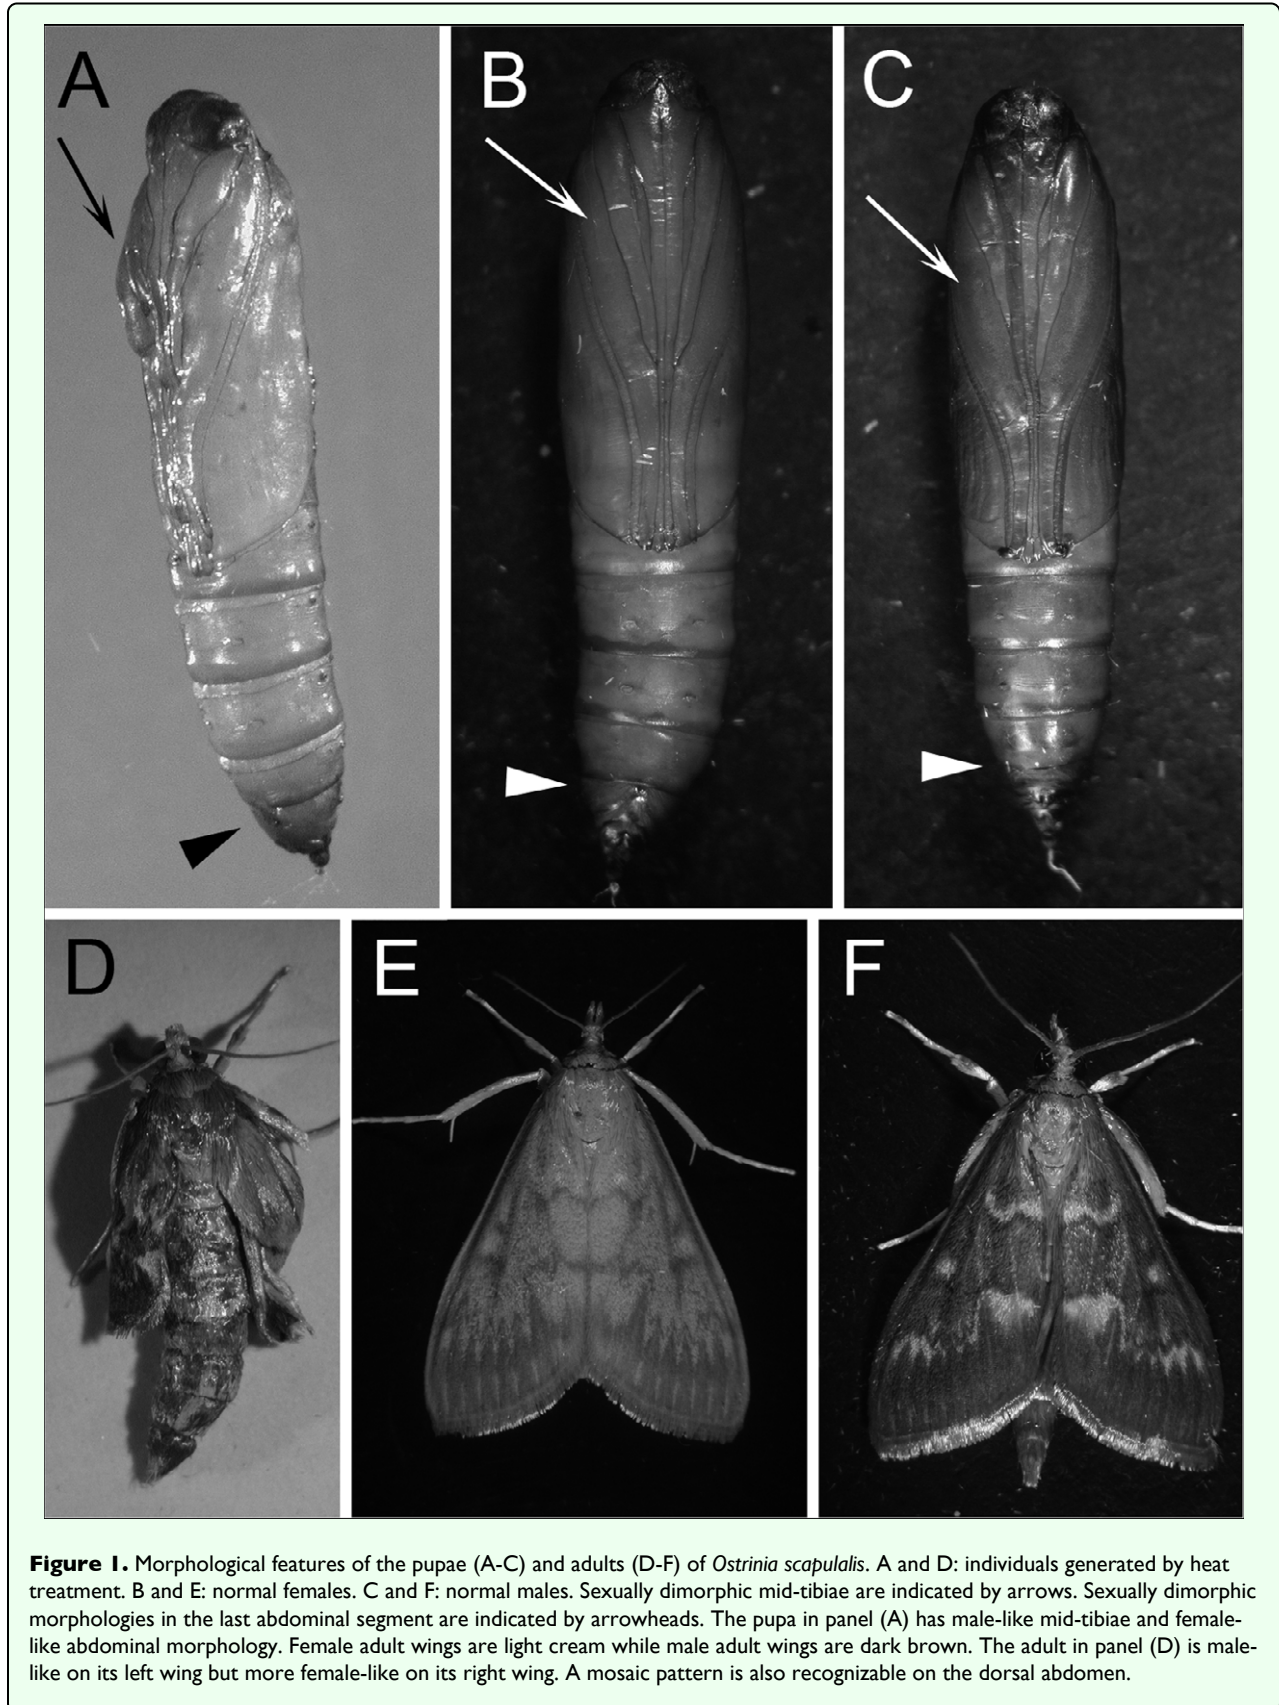 A
B
C
D
E
F
Figure 1. Morphological features of the pupae (A-C) and adults (D-F) of Ostrinia scapulalis. A and D: individuals generated by heat
treatment. B and E: normal females. C and F: normal males. Sexually dimorphic mid-tibiae are indicated by arrows. Sexually dimorphic
morphologies in the last abdominal segment are indicated by arrowheads. The pupa in panel (A) has male-like mid-tibiae and female-
like abdominal morphology. Female adult wings are light cream while male adult wings are dark brown. The adult in panel (D) is male-
like on its left wing but more female-like on its right wing. A mosaic pattern is also recognizable on the dorsal abdomen.